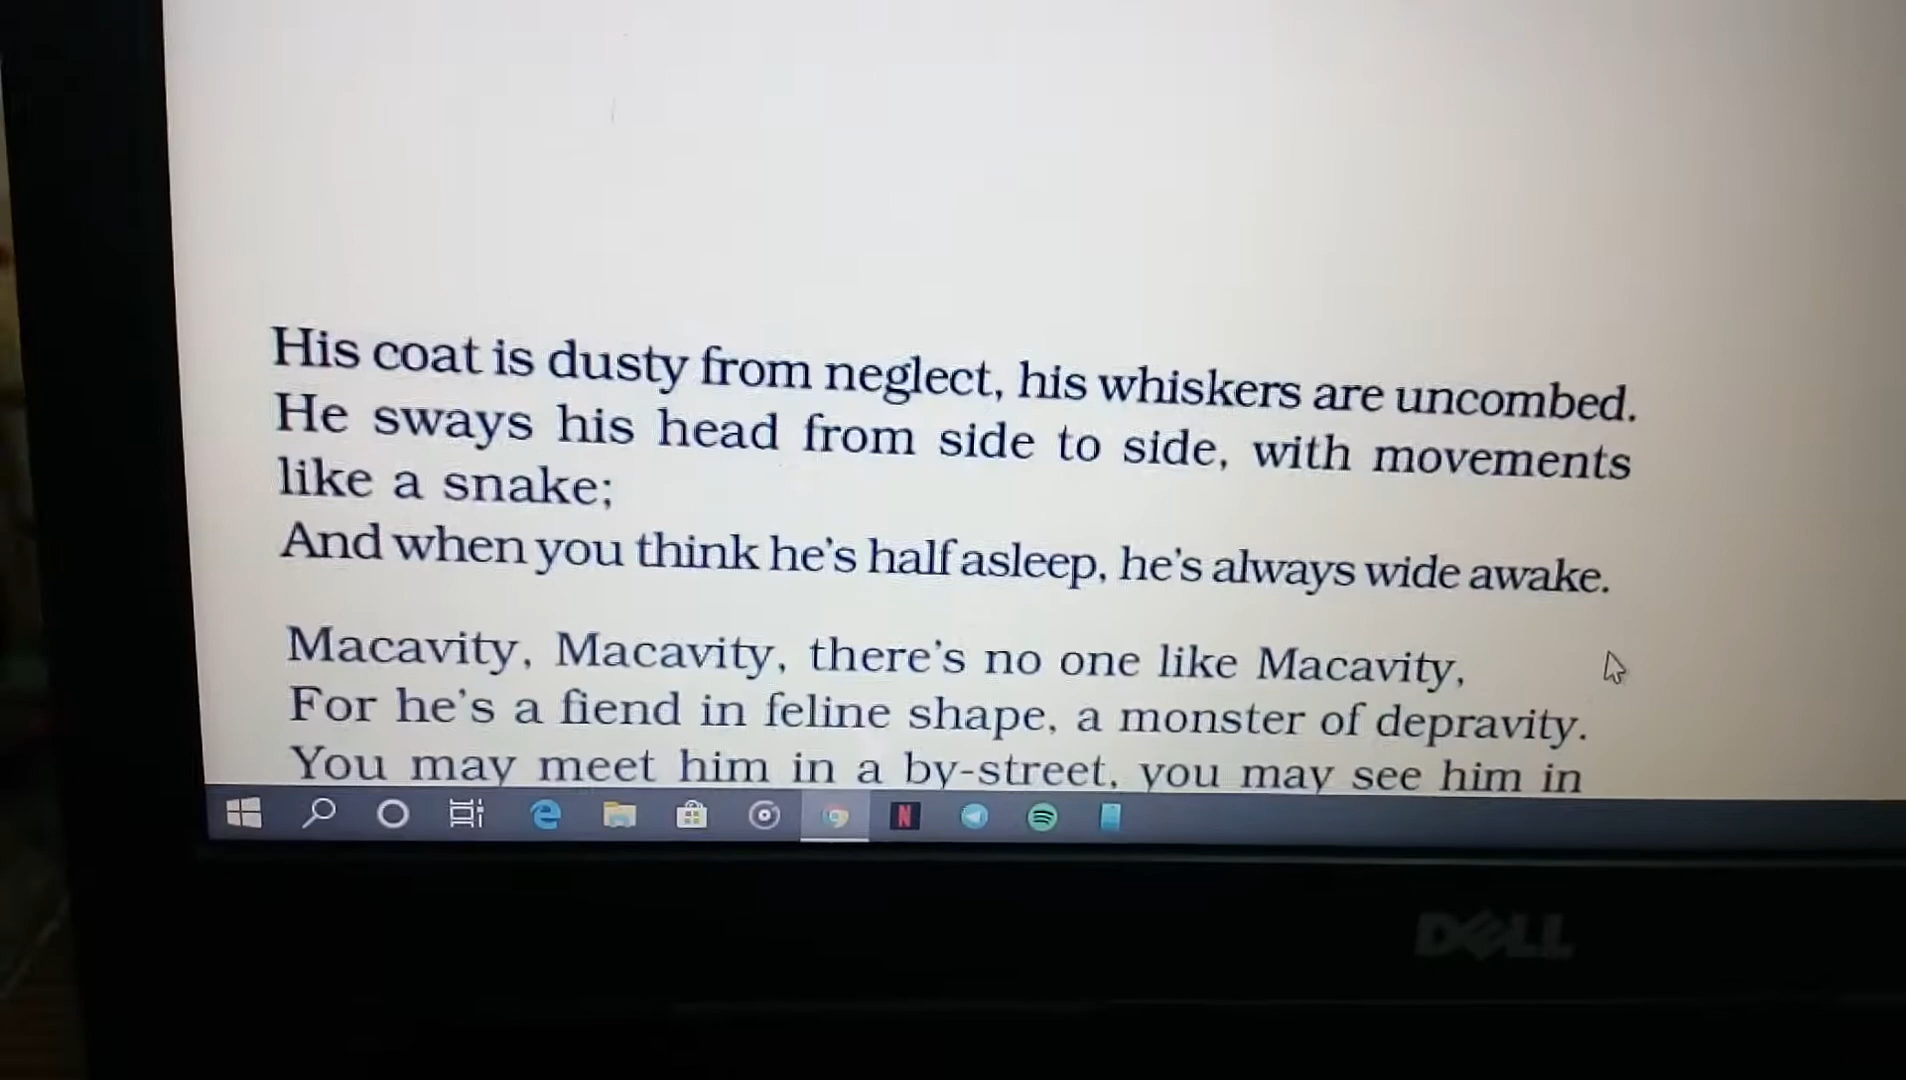 His coat is dusty from neglect, his whiskers are uncombed.
He sways his head from side to side, with movements
like a snake;
And when you think he's half asleep, he's always wide awake.
Macavity, Macavity, there's no one like Macavity,
For he's a fiend in feline shape, a monster of depravity.
You may meet him in a by-street, you may see him in
N
DELL